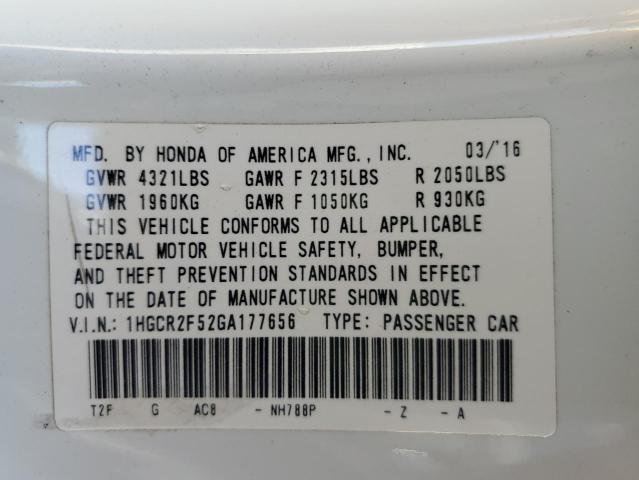 MFD. BY HONDA OF AMERICA MFG., INC. 03/'16
GVWR 4321LBS GAWR F 2315LBS R 2050LBS
GVWR 1960KG GAWR F 1050KG R 930KG
THIS VEHICLE CONFORMS TO ALL APPLICABLE
FEDERAL MOTOR VEHICLE SAFETY, BUMPER,
AND THEFT PREVENTION STANDARDS IN EFFECT
ON THE DATE OF MANUFACTURE SHOWN ABOVE.
V.I.N.: 1HGCR2F52GA177656 TYPE: PASSENGER CAR
T2F G AC8 - NH788P - Z - A